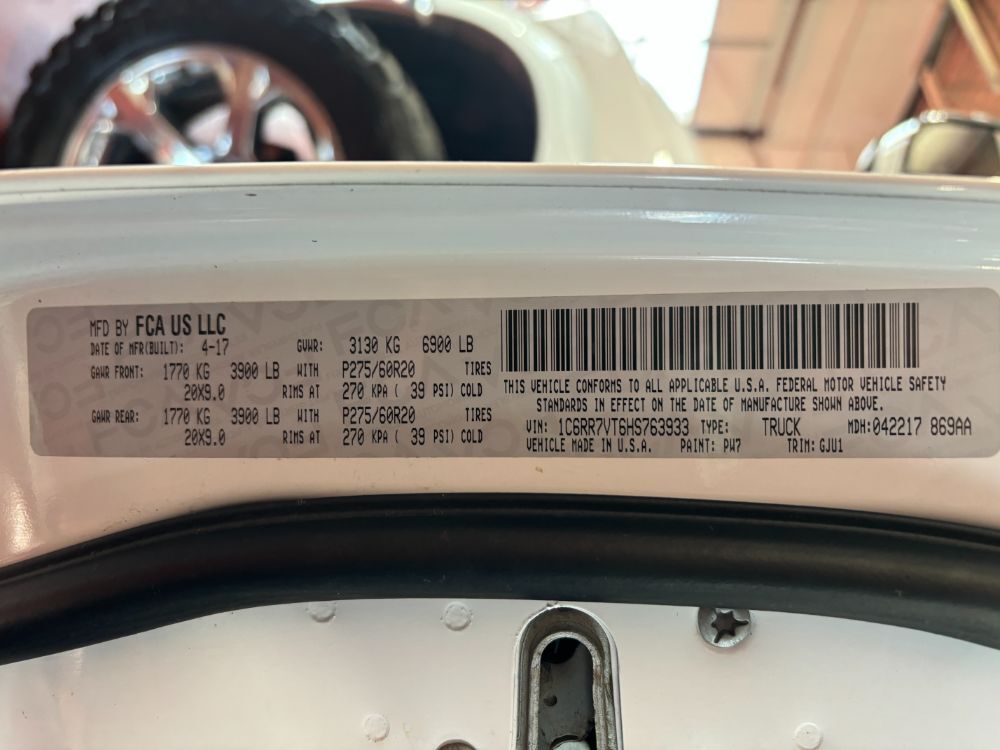 MFD BY FCA US LLC
DATE OF MFR(BUILT): 4-17 GVWR: 3130 KG 6900 LB
GAWR FRONT: 1770 KG 3900 LB WITH P275/60R20 TIRES
20X9.0 RIMS AT 270 KPA ( 39 PSI) COLD
GAWR REAR: 1770 KG 3900 LB WITH P275/60R20 TIRES
20X9.0 RIMS AT 270 KPA ( 39 PSI) COLD
THIS VEHICLE CONFORMS TO ALL APPLICABLE U.S.A. FEDERAL MOTOR VEHICLE SAFETY
STANDARDS IN EFFECT ON THE DATE OF MANUFACTURE SHOWN ABOVE.
VIN: 1C6RR7VT6HS763933 TYPE: TRUCK MDH:042217 869AA
VEHICLE MADE IN U.S.A. PAINT: PW7 TRIM: GJU1